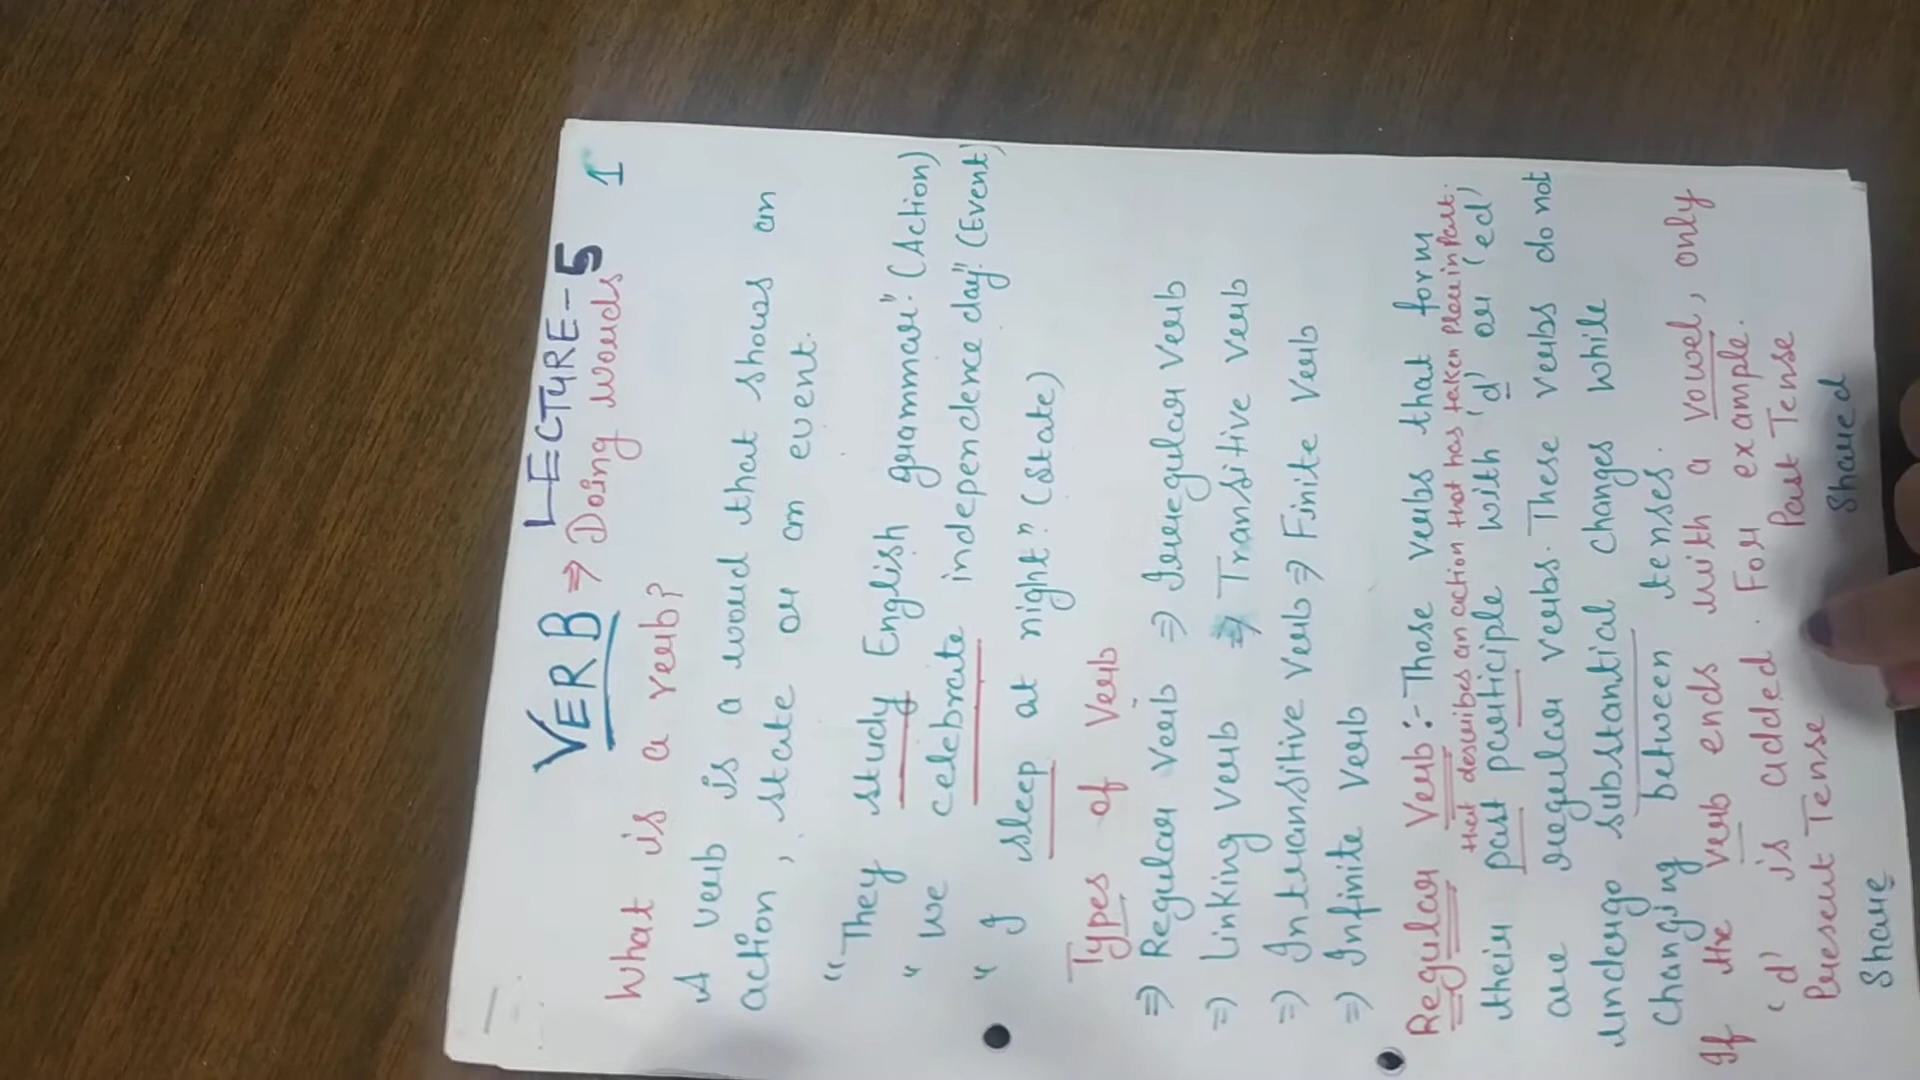 LECTURE-5 1
VERB ⇒ Doing words
What is a verb?
A verb is a word that shows an
action, state or an event.
"They study English grammar." (Action)
"We celebrate independence day". (Event)
"I sleep at night". (State)
Types of Verb
⇒ Regular Verb ⇒ Irregular Verb
⇒ Linking Verb ⇒ Transitive Verb
⇒ Intransitive Verb ⇒ Finite Verb
⇒ Infinite Verb
Regular Verb :- Those verbs that form
that describes an action that has taken place in Past.
their past participle with 'd' or 'ed'
are regular verbs. These verbs do not
undergo substantial changes while
changing between tenses.
If the verb ends with a vowel, only
'd' is added. For example.
Present Tense Past Tense
Share Shared